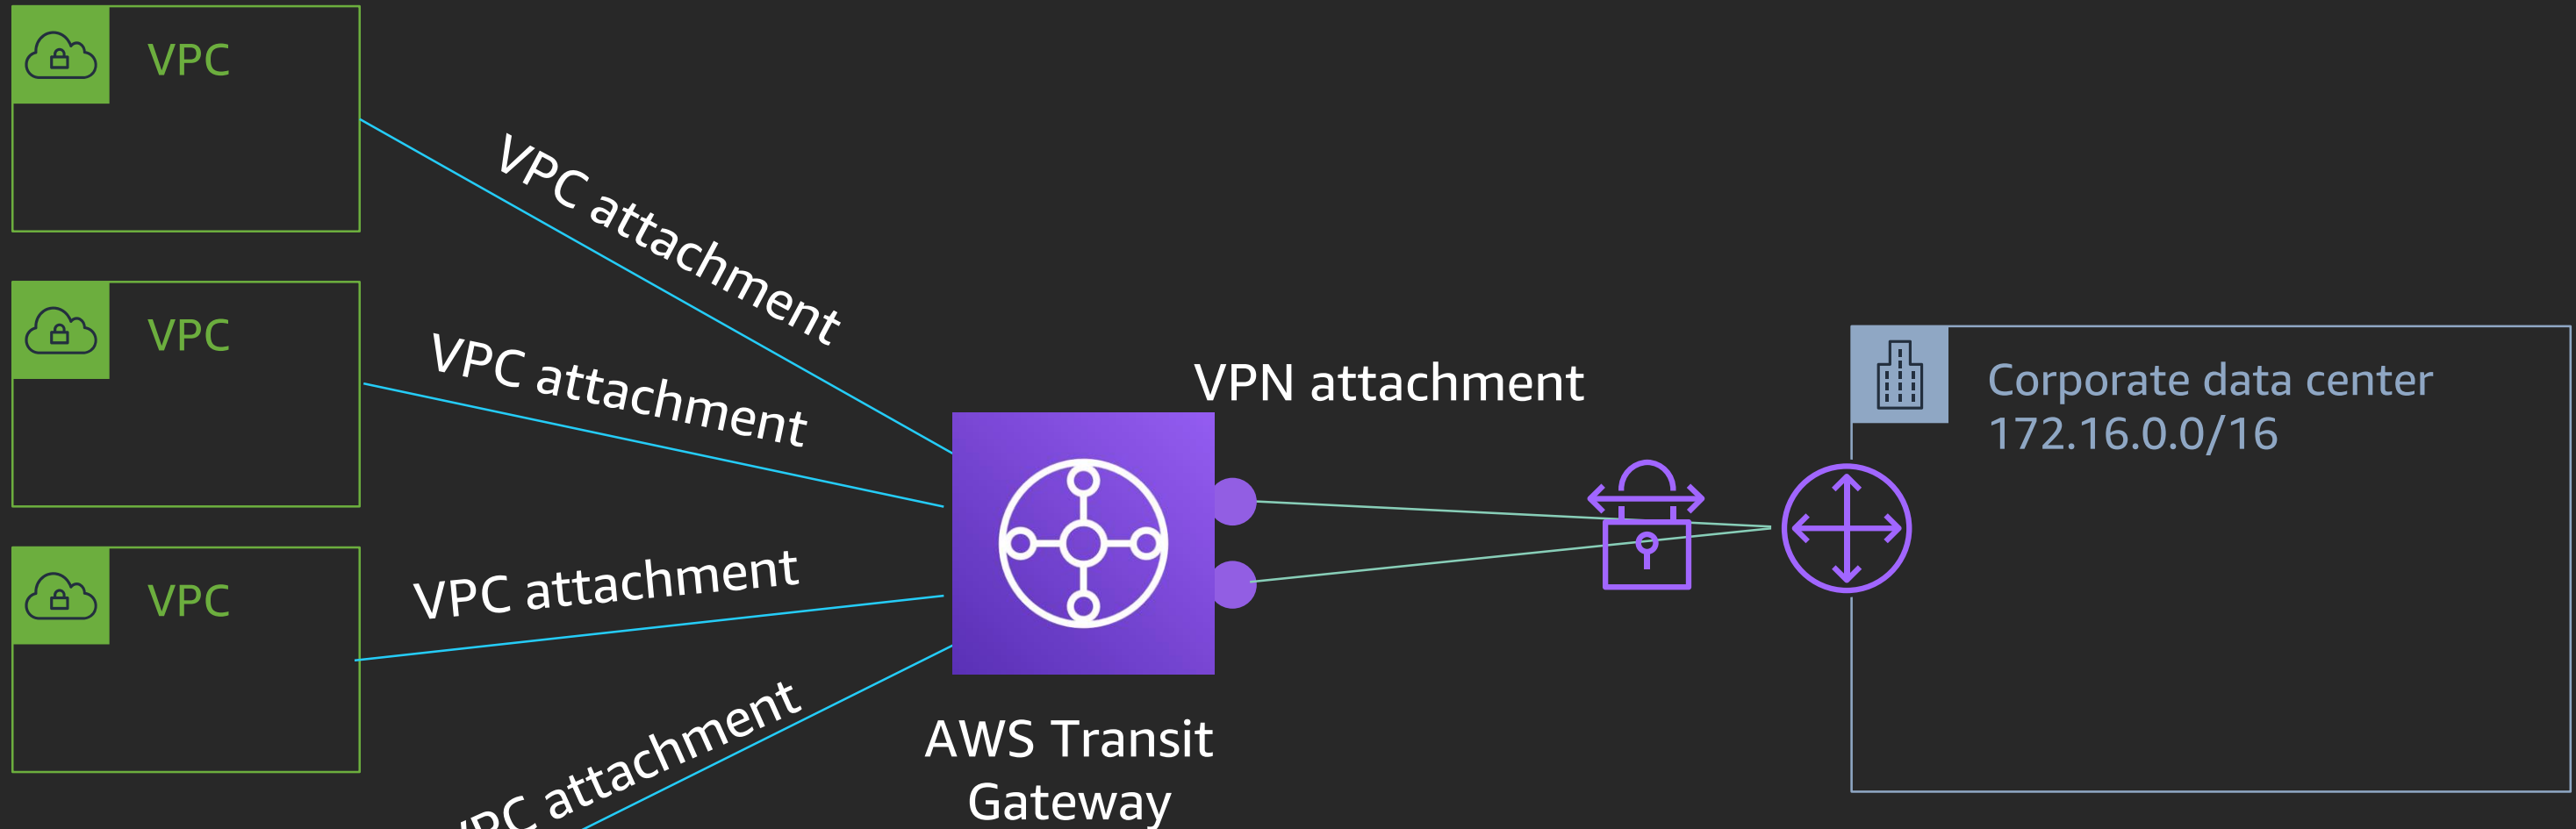 VPC
VPC attachment
VPC
VPC attachment
VPN attachment
Corporate data center
172.16.0.0/16
VPC
VPC attachment
VPC attachment
AWS Transit
Gateway